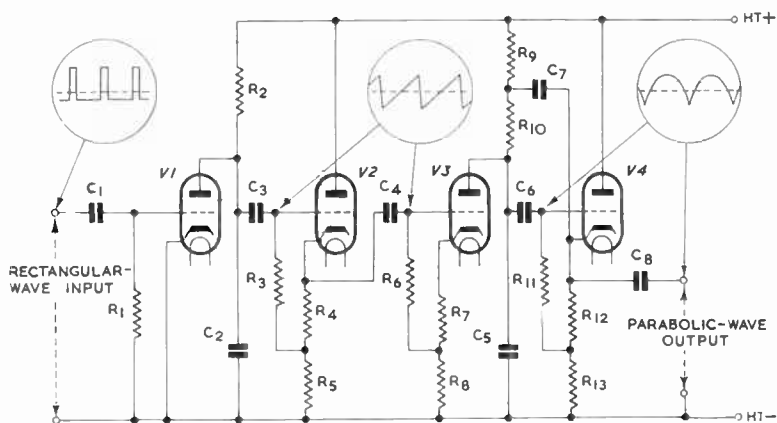 HT+
R9
C7
R2
R10
V1
V2
V3
V4
C1
C3
C4
C6
C8
RECTANGULAR-
WAVE INPUT
R1
R3
R4
R6
R7
R11
R12
PARABOLIC-WAVE
OUTPUT
C2
C5
R5
R8
R13
HT-